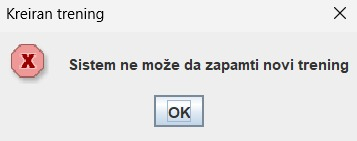 Kreiran trening
Sistem ne može da zapamti novi trening
OK